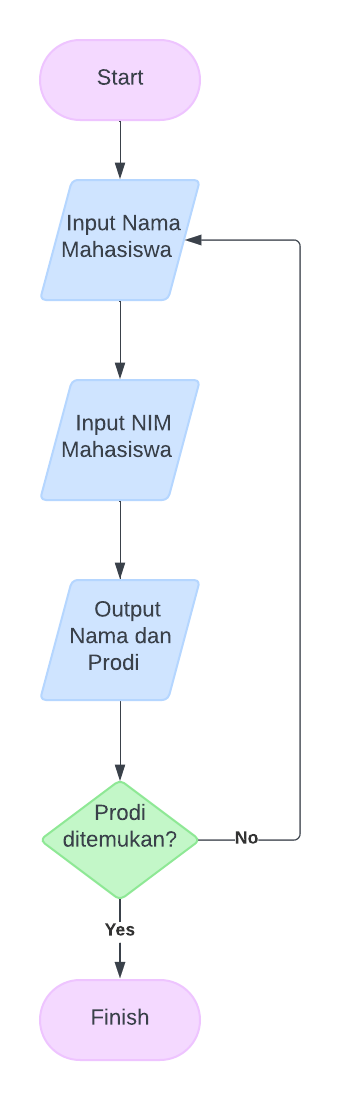 Start
Input Nama
Mahasiswa
Input NIM
Mahasiswa
Output
Nama dan
Prodi
Prodi
ditemukan?
No
Yes
Finish